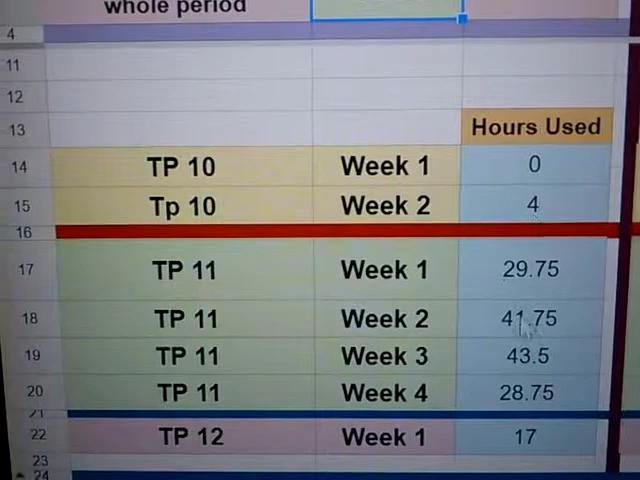 whole period
4
11
12
13 Hours Used
14 TP 10 Week 1 0
15 Tp 10 Week 2 4
16
17 TP 11 Week 1 29.75
18 TP 11 Week 2 41.75
19 TP 11 Week 3 43.5
20 TP 11 Week 4 28.75
21
22 TP 12 Week 1 17
23
24